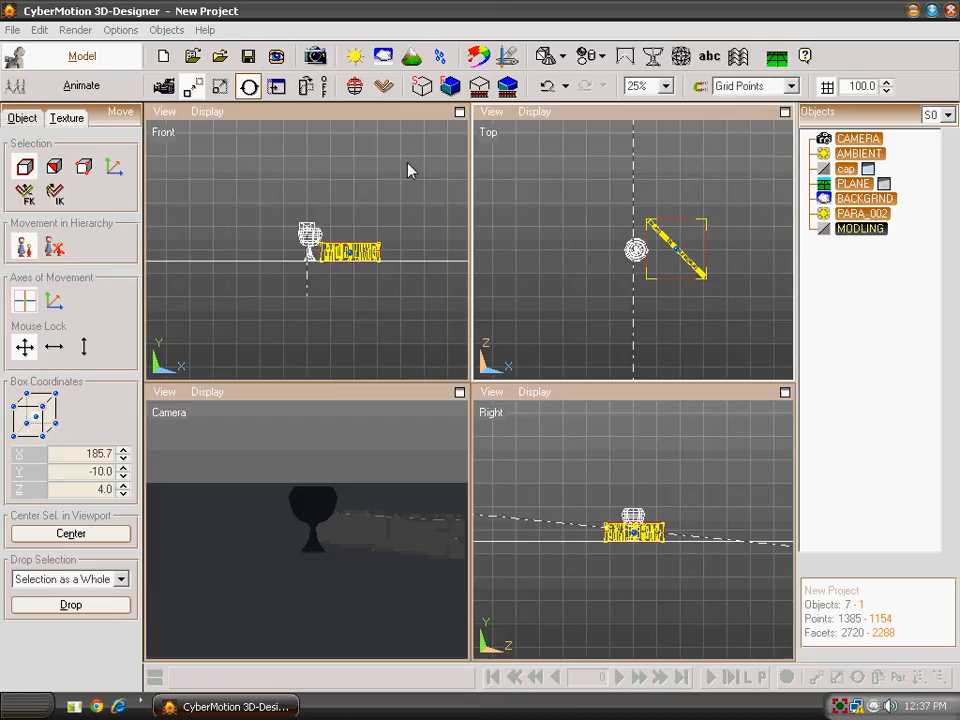 CyberMotion 3D-Designer - New Project
File Edit Render Options Objects Help
Model
abc
Animate
25%
Grid Points
100.0
Object Texture Move
View Display
View Display
Objects
S0
Front
Top
Selection
FK IK
CAMERA
AMBIENT
cap
PLANE
BACKGRND
PARA_002
MODLING
Movement in Hierarchy
Axes of Movement
Mouse Lock
Y
X
Z
X
Box Coordinates
View Display
View Display
Camera
Right
X 185.7
Y -10.0
Z 4.0
Center Sel. in Viewport
Center
Drop Selection
Selection as a Whole
Drop
New Project
Objects: 7 - 1
Points: 1385 - 1154
Facets: 2720 - 2288
Y
Z
0
L P
Par
CyberMotion 3D-Desi...
12:37 PM